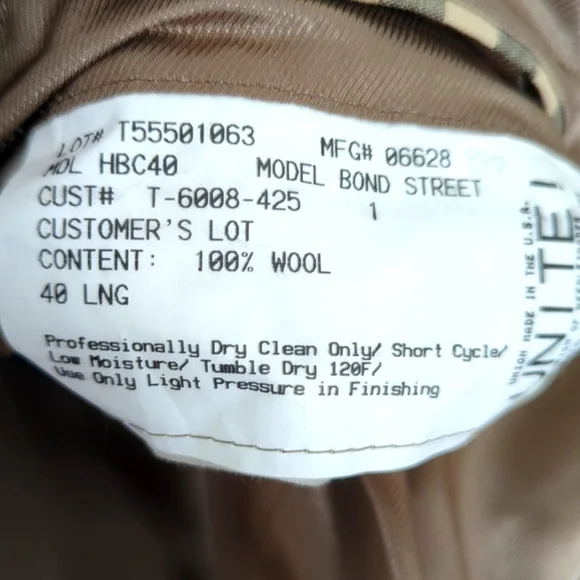 LOT# T55501063 MFG# 06628
MDL HBC40 MODEL BOND STREET
CUST# T-6008-425 1
CUSTOMER'S LOT
CONTENT: 100% WOOL
40 LNG
Professionally Dry Clean Only/ Short Cycle/
Low Moisture/ Tumble Dry 120F/
Use Only Light Pressure in Finishing
UNION MADE IN THE U.S.A.
UNITE!